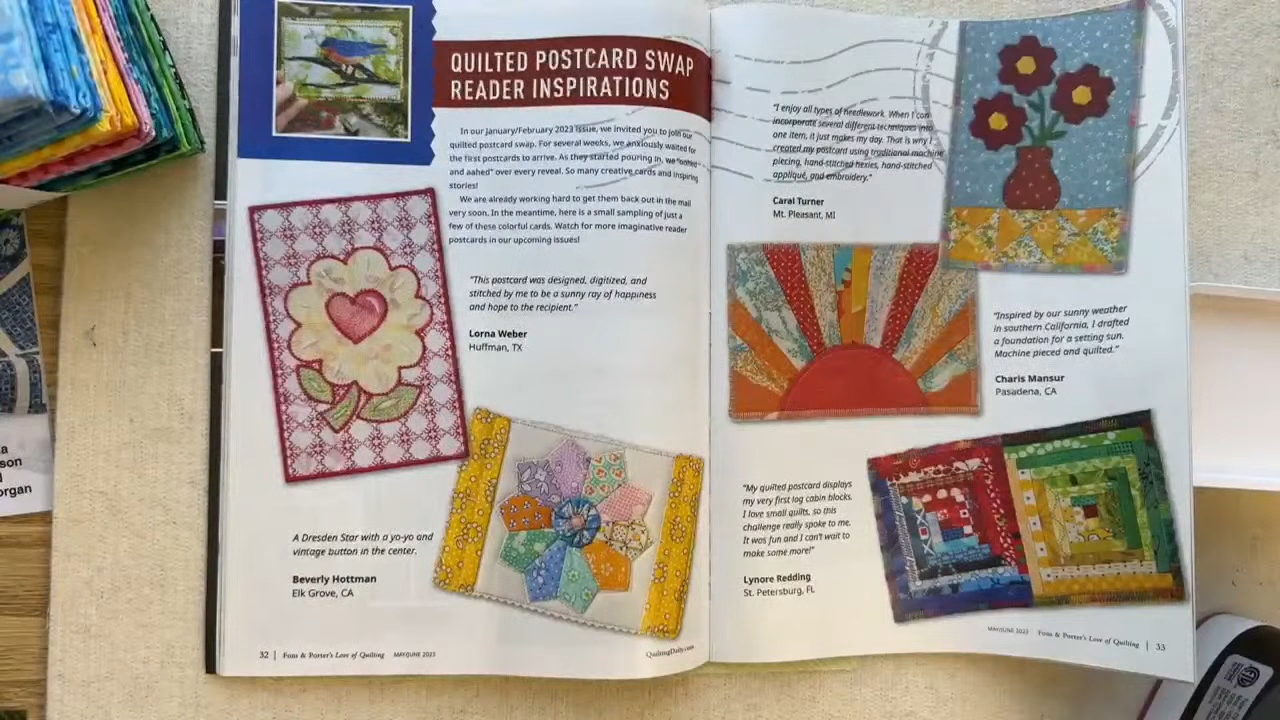 QUILTED POSTCARD SWAP
READER INSPIRATIONS
In our January/February 2023 issue, we invited you to join our
quilted postcard swap. For several weeks, we anxiously waited for
the first postcards to arrive. As they started pouring in, we "oohed
and aahed" over every reveal. So many creative cards and inspiring
stories!
We are already working hard to get them back out in the mail
very soon. In the meantime, here is a small sampling of just a
few of these colorful cards. Watch for more imaginative reader
postcards in our upcoming issues!
"This postcard was designed, digitized, and
stitched by me to be a sunny ray of happiness
and hope to the recipient."
Lorna Weber
Huffman, TX
A Dresden Star with a yo-yo and
vintage button in the center.
Beverly Hottman
Elk Grove, CA
32 | Fons & Porter's Love of Quilting MAY/JUNE 2023
QuiltingDaily.com
"I enjoy all types of needlework. When I can
incorporate several different techniques into
one item, it just makes my day. That is why I
created my postcard using traditional machine
piecing, hand-stitched hexies, hand-stitched
appliqué, and embroidery."
Caral Turner
Mt. Pleasant, MI
"Inspired by our sunny weather
in southern California, I drafted
a foundation for a setting sun.
Machine pieced and quilted."
Charis Mansur
Pasadena, CA
"My quilted postcard displays
my very first log cabin blocks.
I love small quilts, so this
challenge really spoke to me.
It was fun and I can't wait to
make some more!"
Lynore Redding
St. Petersburg, FL
MAY/JUNE 2023 Fons & Porter's Love of Quilting | 33
a
son
organ